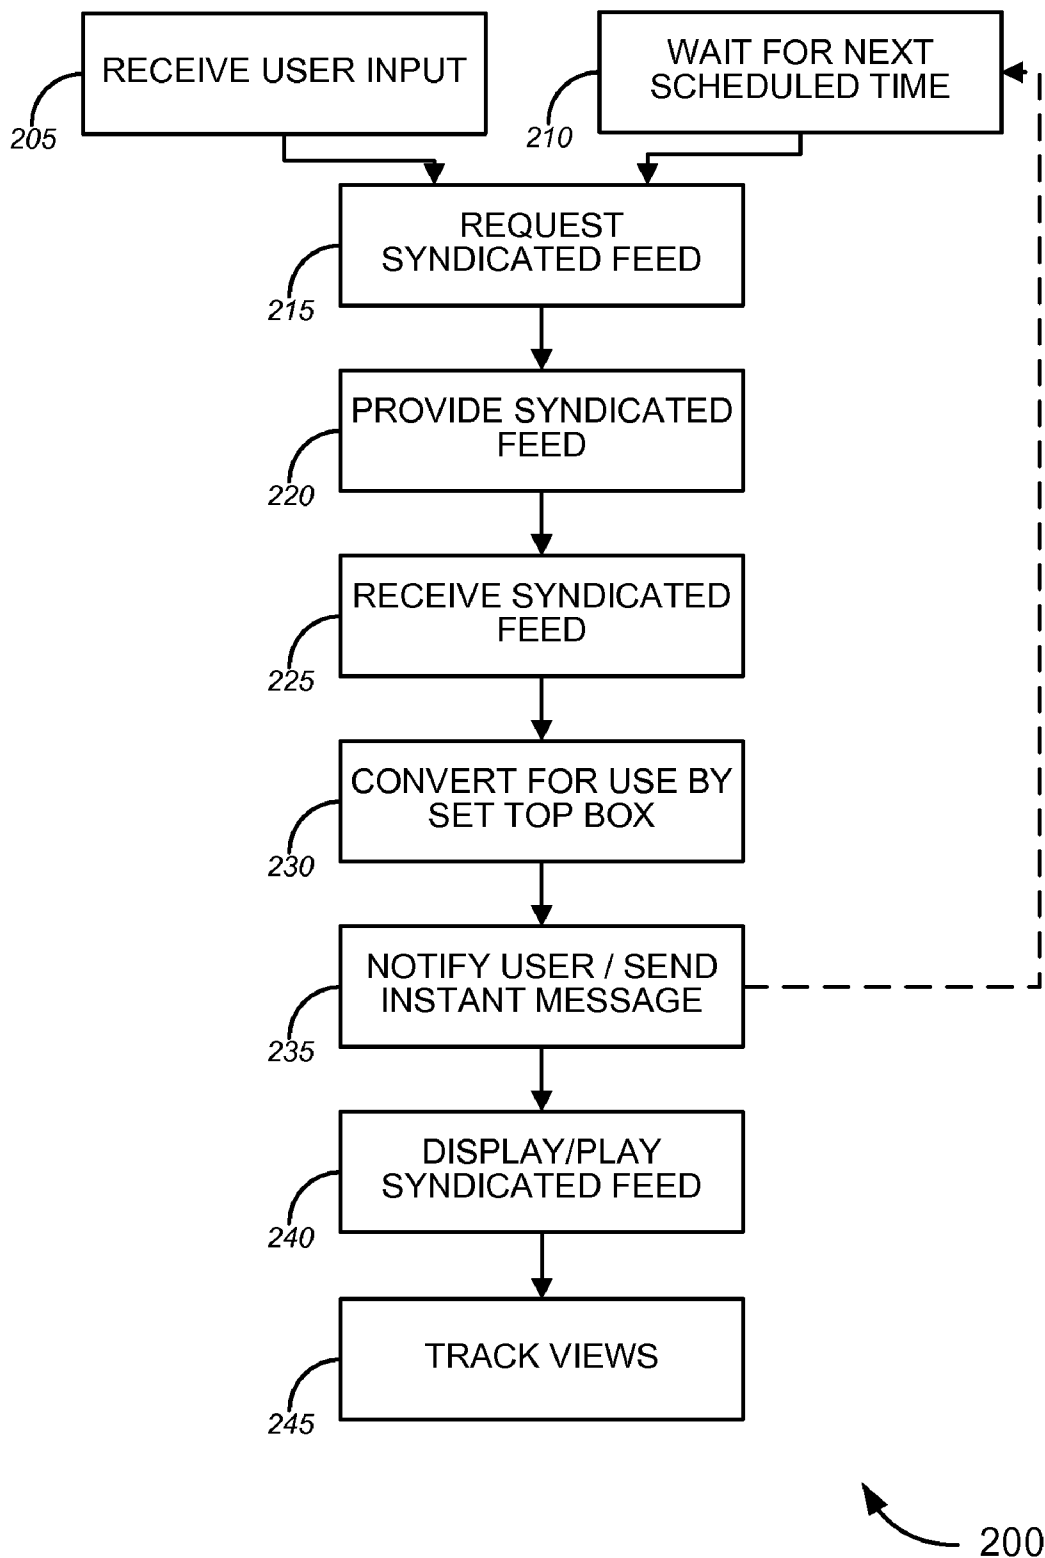 RECEIVE USER INPUT
205
WAIT FOR NEXT
SCHEDULED TIME
210
REQUEST
SYNDICATED FEED
215
PROVIDE SYNDICATED
FEED
220
RECEIVE SYNDICATED
FEED
225
CONVERT FOR USE BY
SET TOP BOX
230
NOTIFY USER / SEND
INSTANT MESSAGE
235
DISPLAY/PLAY
SYNDICATED FEED
240
TRACK VIEWS
245
200